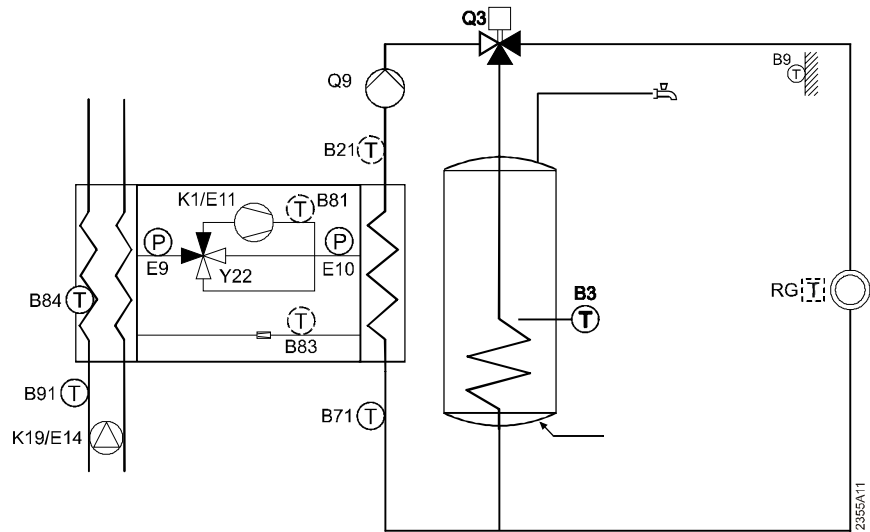 Q3
B9
T
Q9
B21 T
K1/E11
T B81
P
P
E9
Y22
E10
B84 T
T
B83
RG T
B3
T
B91 T
B71 T
K19/E14
2355A11